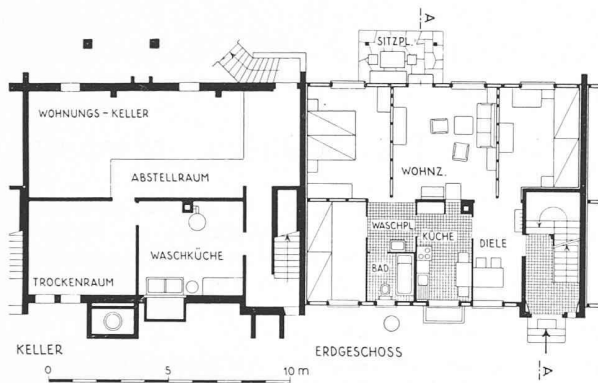 A
SITZPL.
WOHNUNGS-KELLER
ABSTELLRAUM
WOHNZ.
WASCHPL.
KÜCHE
DIELE
WASCHKÜCHE
BAD
TROCKENRAUM
KELLER
ERDGESCHOSS
A
0 5 10 m